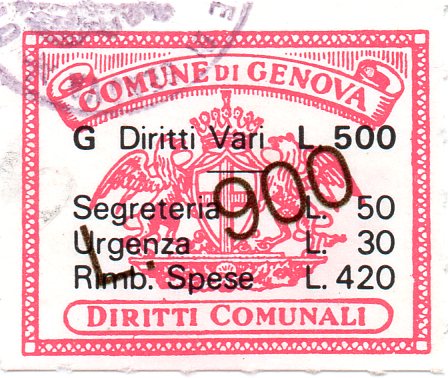 COMUNE DI GENOVA
G Diritti Vari L. 500
L. 900
Segreteria L. 50
Urgenza L. 30
Rimb. Spese L. 420
DIRITTI COMUNALI